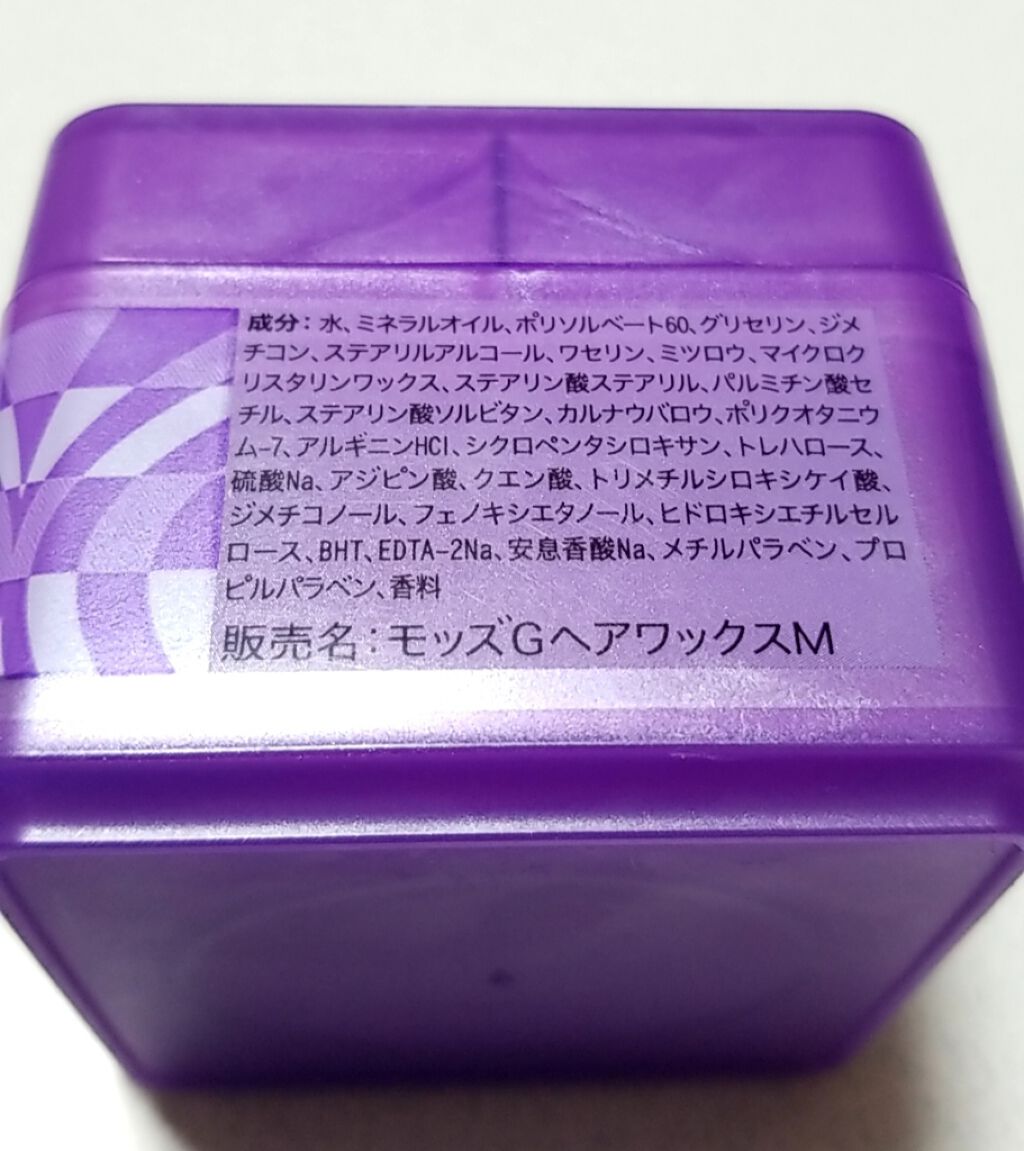 成分：水、ミネラルオイル、ポリソルベート60、グリセリン、ジメ
チコン、ステアリルアルコール、ワセリン、ミツロウ、マイクロク
リスタリンワックス、ステアリン酸ステアリル、パルミチン酸セ
チル、ステアリン酸ソルビタン、カルナウバロウ、ポリクオタニウ
ム-7、アルギニンHCl、シクロペンタシロキサン、トレハロース、
硫酸Na、アジピン酸、クエン酸、トリメチルシロキシケイ酸、
ジメチコノール、フェノキシエタノール、ヒドロキシエチルセル
ロース、BHT、EDTA-2Na、安息香酸Na、メチルパラベン、プロ
ピルパラベン、香料
販売名：モッズGヘアワックスM